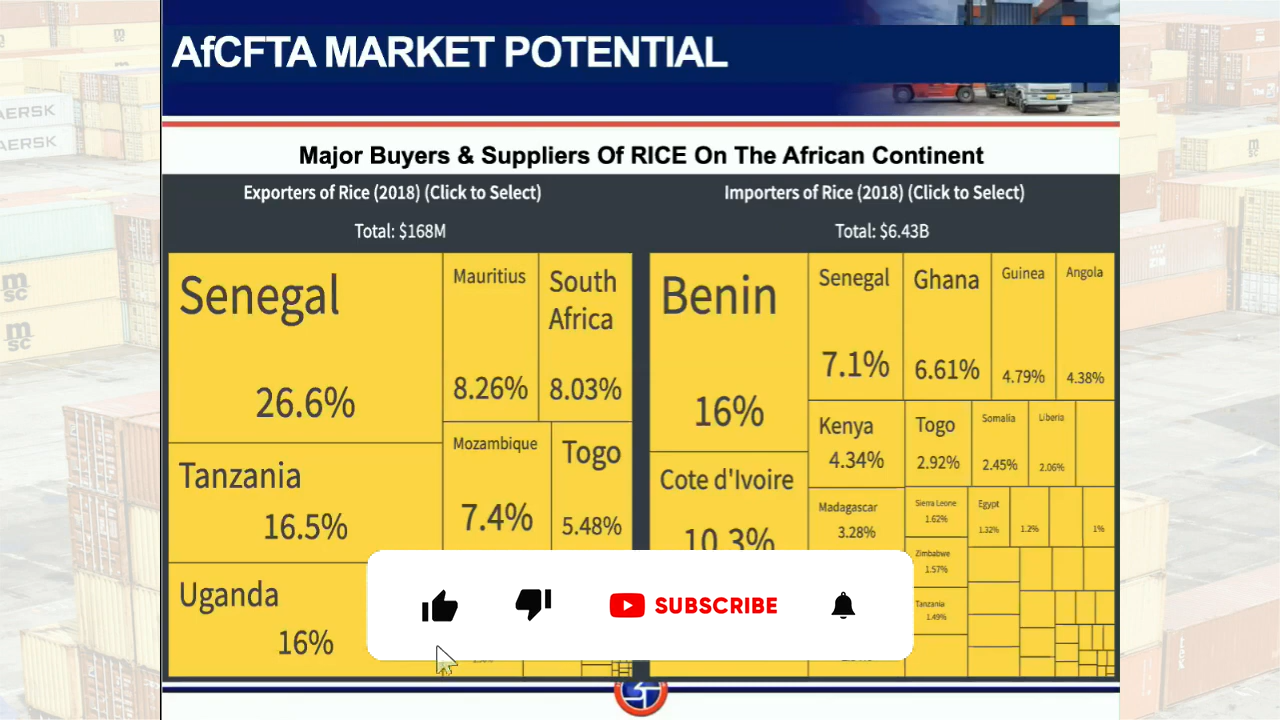 AfCFTA MARKET POTENTIAL
Major Buyers & Suppliers Of RICE On The African Continent
Exporters of Rice (2018) (Click to Select)
Total: $168M
Senegal
26.6%
Mauritius
8.26%
South
Africa
8.03%
Tanzania
16.5%
Mozambique
7.4%
Togo
5.48%
Uganda
16%
Importers of Rice (2018) (Click to Select)
Total: $6.43B
Benin
16%
Senegal
7.1%
Ghana
6.61%
Guinea
4.79%
Angola
4.38%
Cote d'Ivoire
10.3%
Kenya
4.34%
Togo
2.92%
Somalia
2.45%
Liberia
2.06%
Madagascar
3.28%
Sierra Leone
1.62%
Egypt
1.32%
1.2%
1%
Zimbabwe
1.57%
Tanzania
1.49%
SUBSCRIBE
AERSK
AERSK
msc
msc